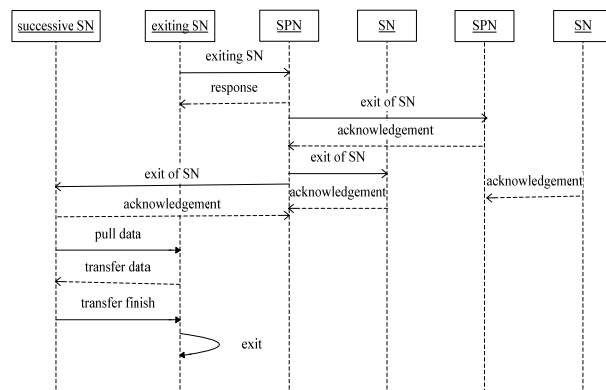 successive SN exiting SN SPN SN SPN SN
exiting SN
response
exit of SN
acknowledgement
exit of SN
exit of SN
acknowledgement
acknowledgement
acknowledgement
pull data
transfer data
transfer finish
exit